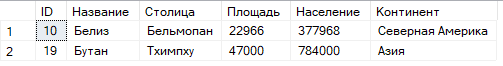 ID Название Столица Площадь Население Континент
1 10 Белиз Бельмопан 22966 377968 Северная Америка
2 19 Бутан Тхимпху 47000 784000 Азия